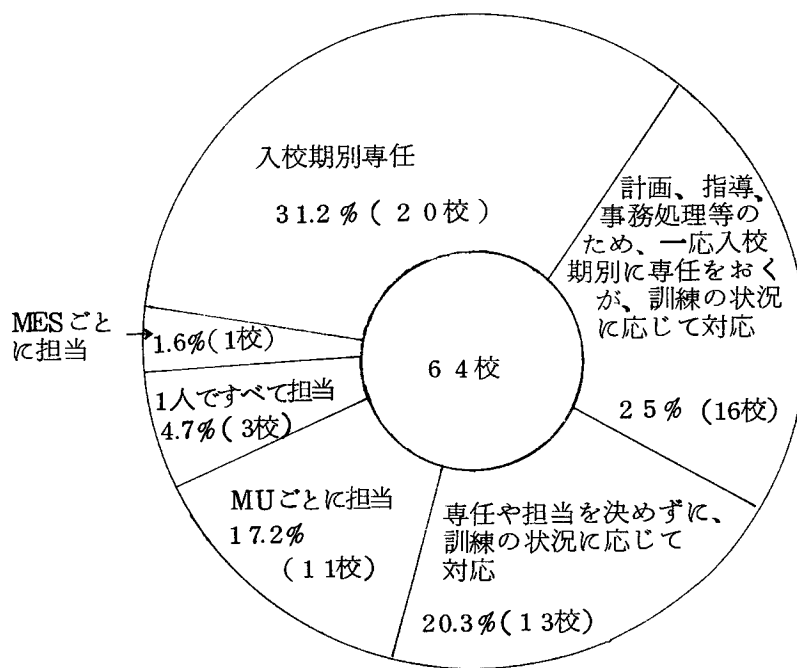 入校期別専任
31.2%(20校)
計画、指導、
事務処理等の
ため、一応入校
期別に専任をおく
が、訓練の状況
に応じて対応
25% (16校)
専任や担当を決めずに、
訓練の状況に応じて
対応
20.3%(13校)
MUごとに担当
17.2%
(11校)
1人ですべて担当
4.7%(3校)
MESごと
に担当
1.6%(1校)
64校